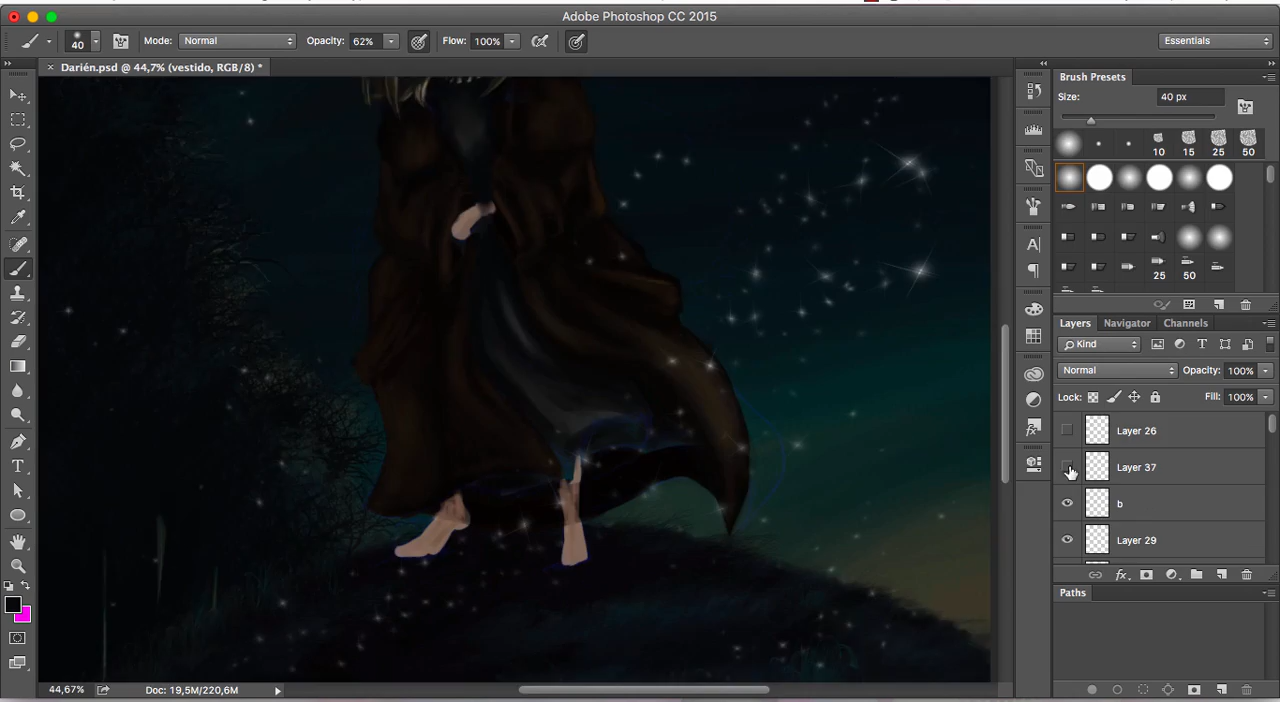 Adobe Photoshop CC 2015
40 Mode: Normal Opacity: 62% Flow: 100% Essentials
Darién.psd @ 44,7% (vestido, RGB/8) *
Brush Presets
Size: 40 px
10 15 25 50
25 50
Layers Navigator Channels
Kind
Normal Opacity: 100%
Lock: Fill: 100%
Layer 26
Layer 37
b
Layer 29
fx
Paths
44,67% Doc: 19,5M/220,6M